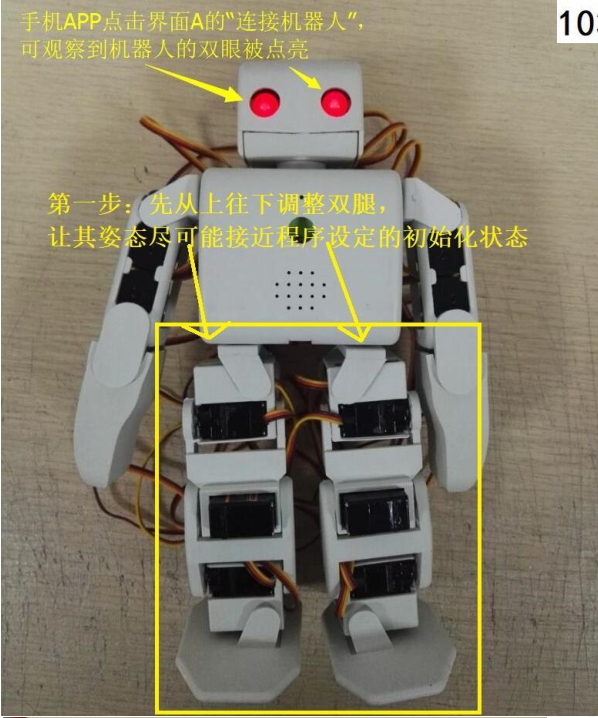 手机APP点击界面A的“连接机器人”，
可观察到机器人的双眼被点亮
10
第一步：先从上往下调整双腿，
让其姿态尽可能接近程序设定的初始化状态